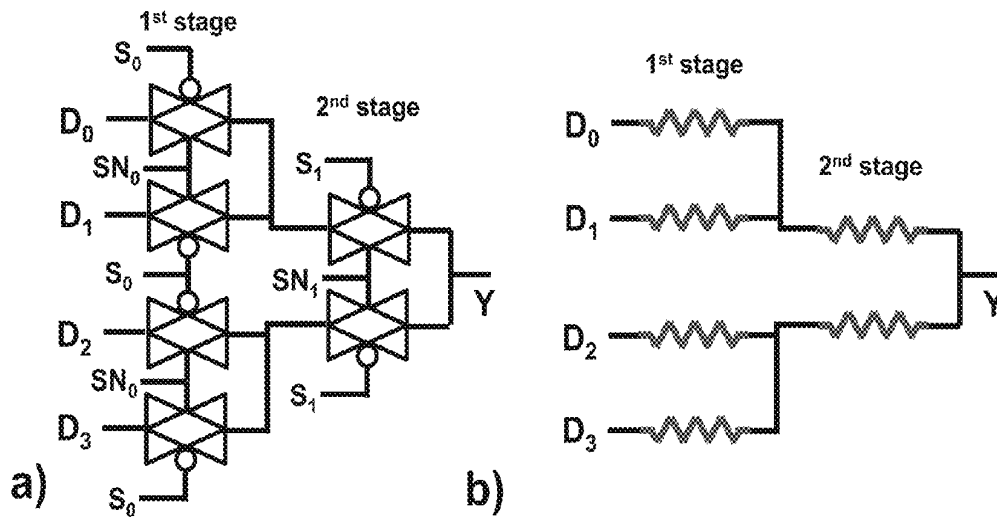 1st stage
S0
D0
SN0
D1
S0
D2
SN0
D3
S0
2nd stage
S1
SN1
S1
Y
a)
1st stage
D0
D1
2nd stage
D2
D3
Y
b)